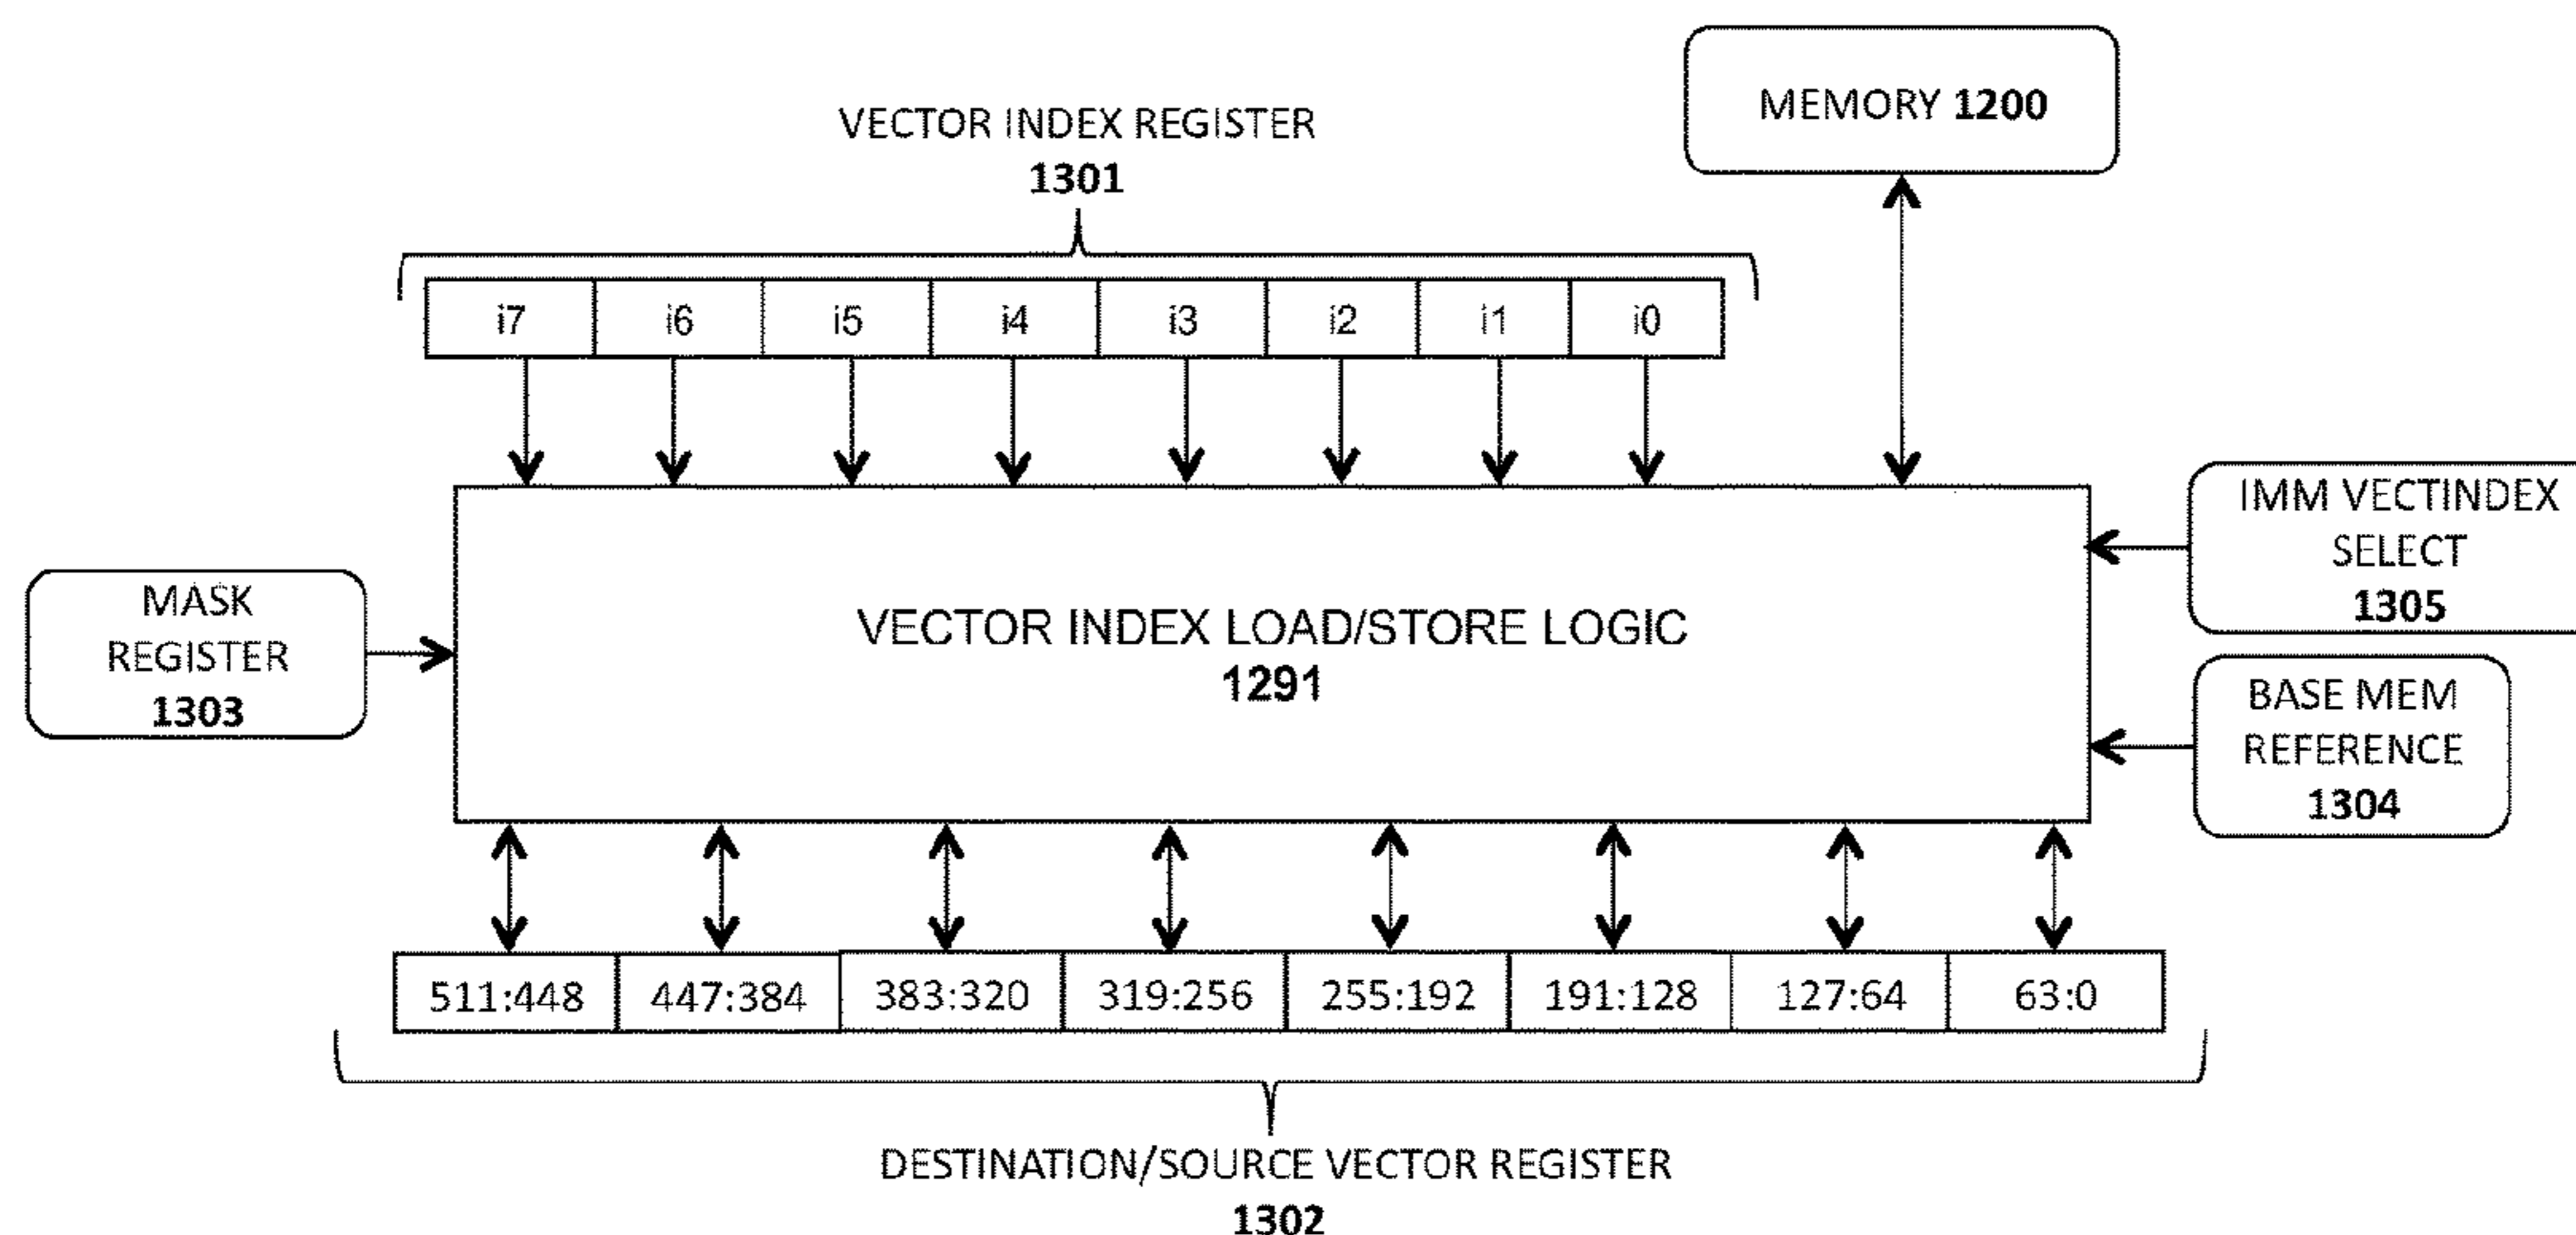 MEMORY 1200
VECTOR INDEX REGISTER
1301
i7 i6 i5 i4 i3 i2 i1 i0
IMM VECTINDEX
SELECT
1305
MASK
REGISTER
1303
VECTOR INDEX LOAD/STORE LOGIC
1291
BASE MEM
REFERENCE
1304
511:448 447:384 383:320 319:256 255:192 191:128 127:64 63:0
DESTINATION/SOURCE VECTOR REGISTER
1302